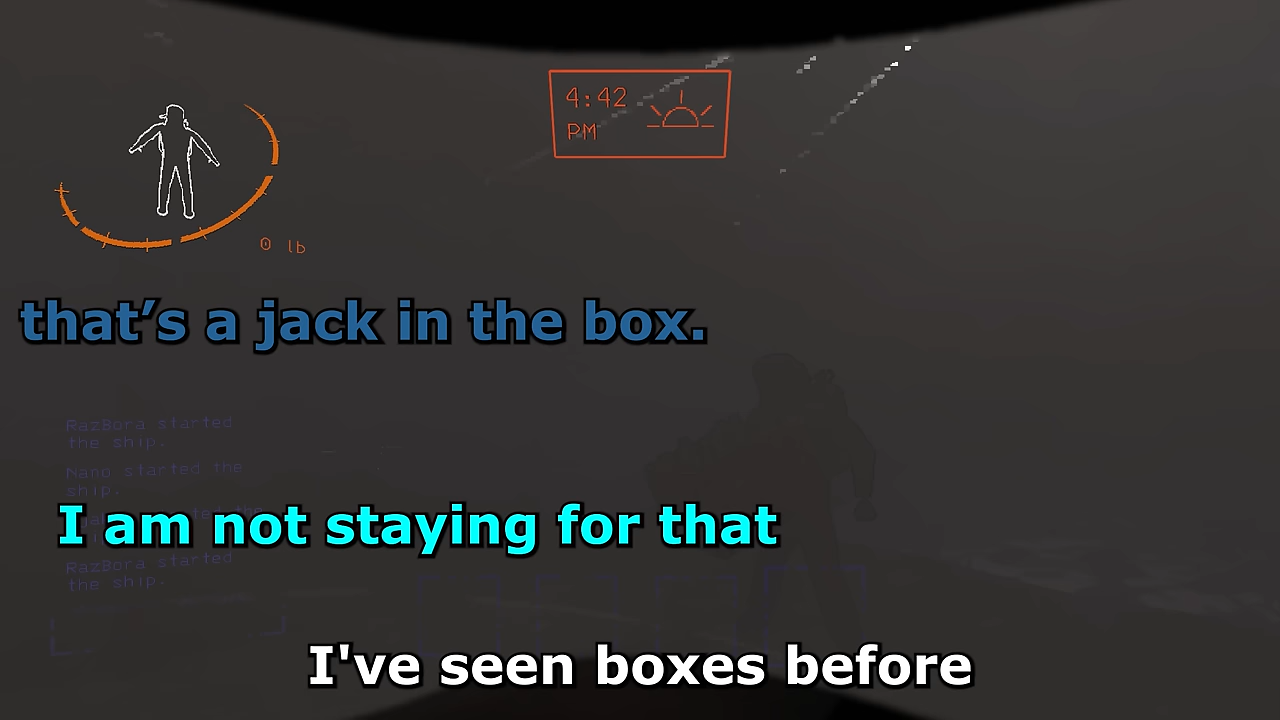 4:42
PM
0 lb
that’s a jack in the box.
RazBora started
the ship.
Nano started the
ship.
I am not staying for that
RazBora started
the ship.
I've seen boxes before